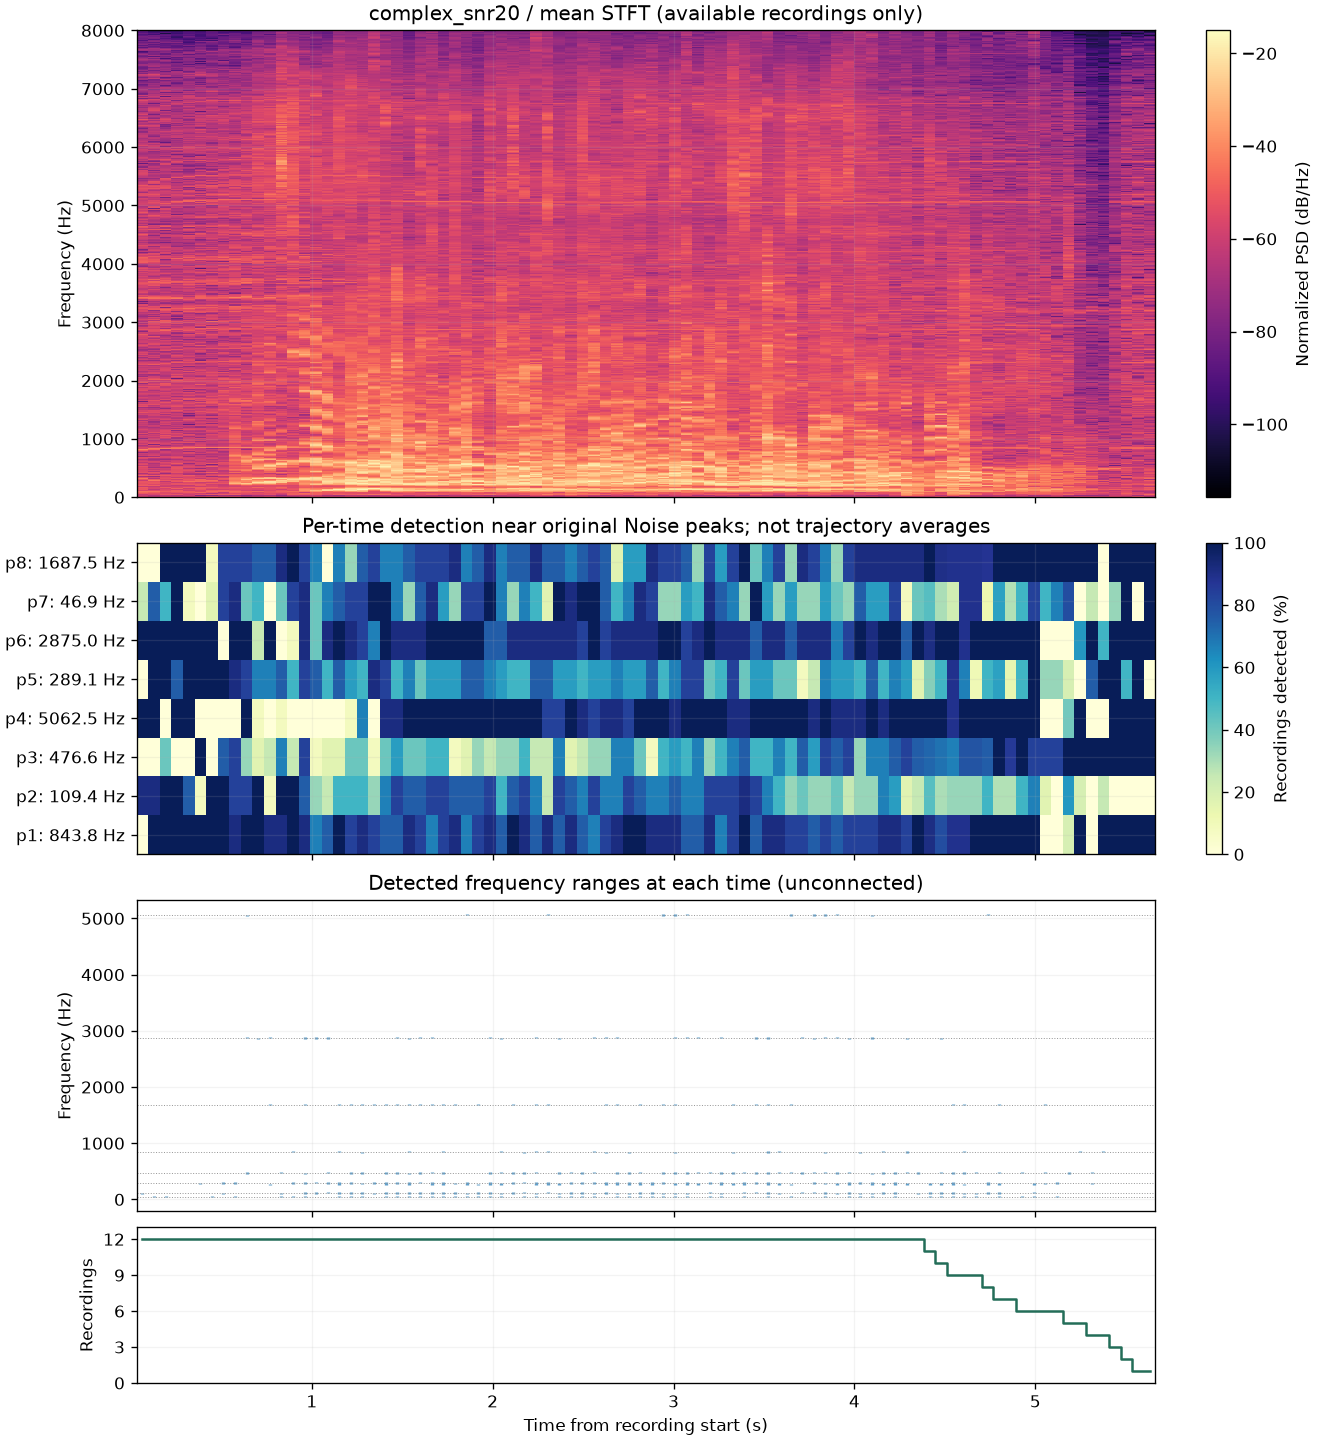 complex_snr20 / mean STFT (available recordings only)
8000
7000
6000
5000
4000
3000
2000
1000
0
Frequency (Hz)
−20
−40
−60
−80
−100
Normalized PSD (dB/Hz)
Per-time detection near original Noise peaks; not trajectory averages
p8: 1687.5 Hz
p7: 46.9 Hz
p6: 2875.0 Hz
p5: 289.1 Hz
p4: 5062.5 Hz
p3: 476.6 Hz
p2: 109.4 Hz
p1: 843.8 Hz
100
80
60
40
20
0
Recordings detected (%)
Detected frequency ranges at each time (unconnected)
5000
4000
3000
2000
1000
0
Frequency (Hz)
12
9
6
3
0
Recordings
1 2 3 4 5
Time from recording start (s)